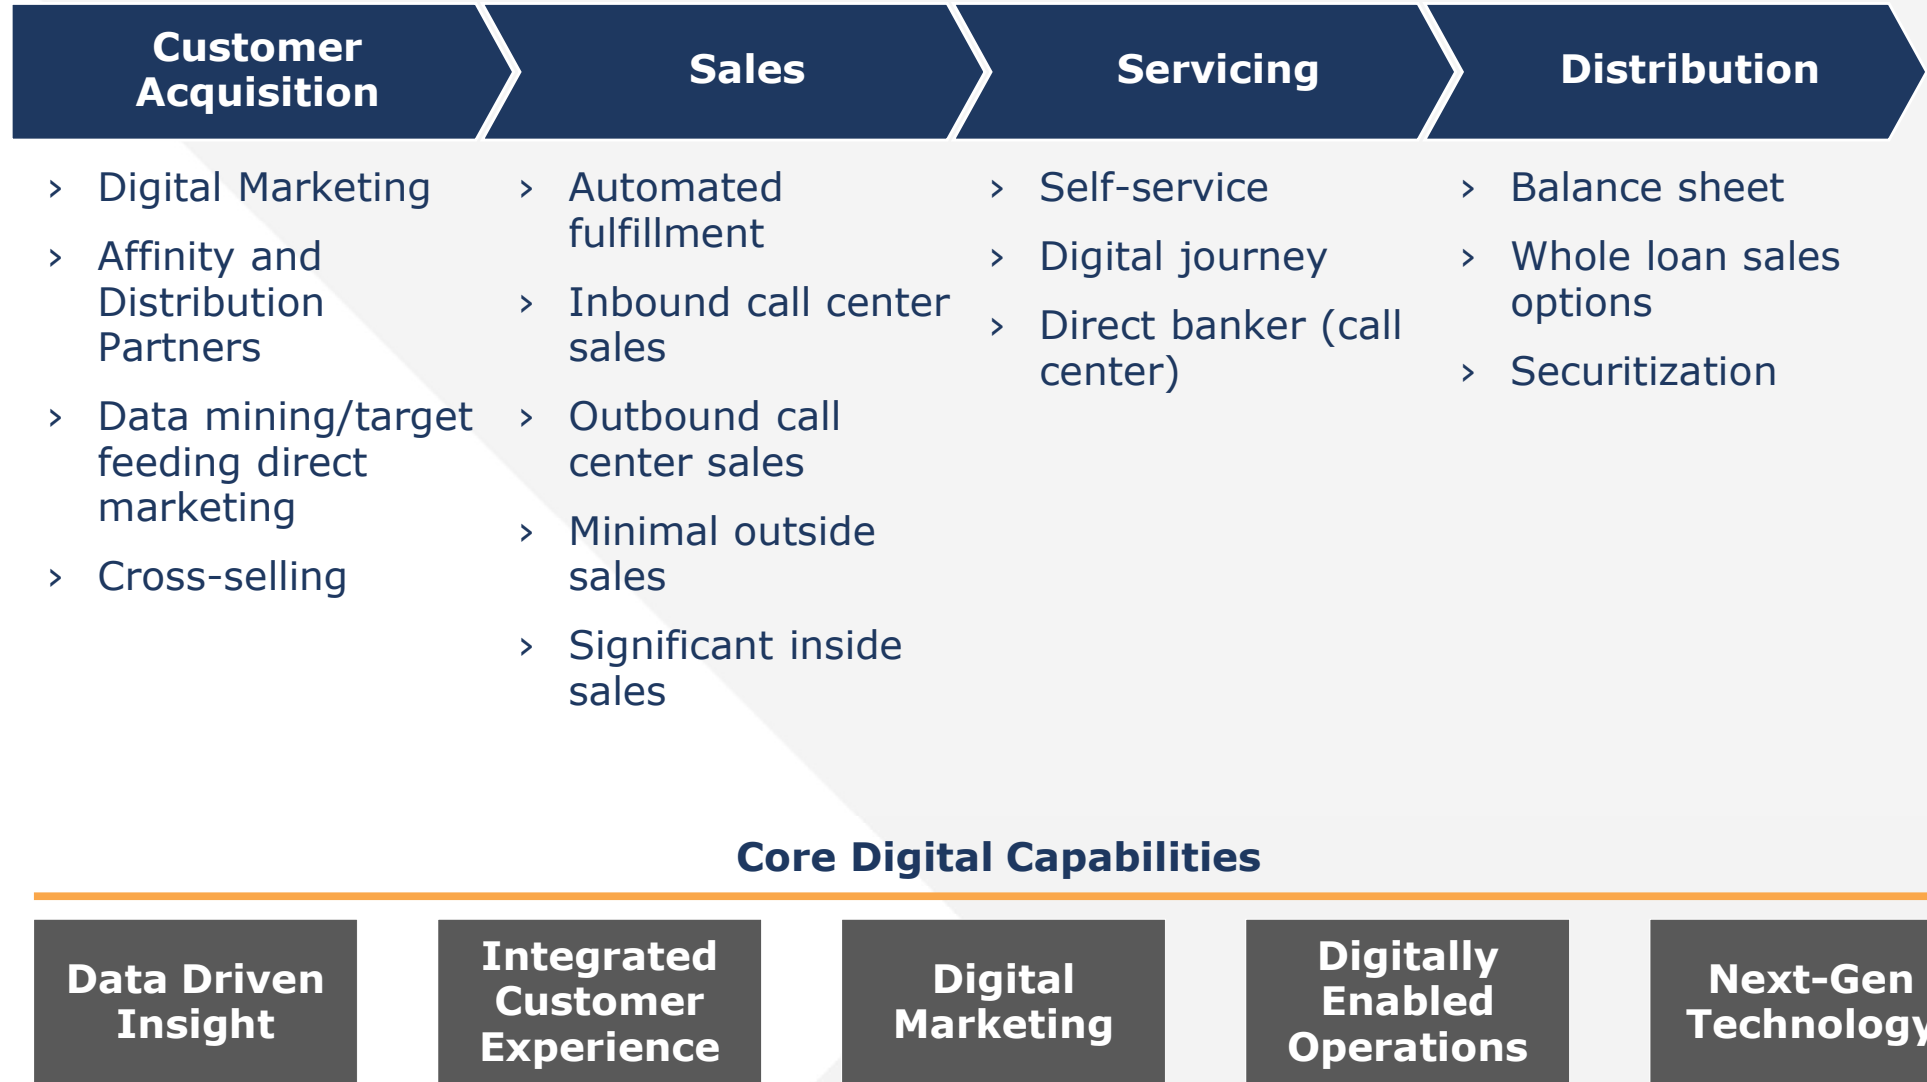 Customer
Acquisition
Sales
Servicing
Distribution
› Digital Marketing
› Affinity and
Distribution
Partners
› Data mining/target
feeding direct
marketing
› Cross-selling
› Automated
fulfillment
› Inbound call center
sales
› Outbound call
center sales
› Minimal outside
sales
› Significant inside
sales
› Self-service
› Digital journey
› Direct banker (call
center)
› Balance sheet
› Whole loan sales
options
› Securitization
Core Digital Capabilities
Data Driven
Insight
Integrated
Customer
Experience
Digital
Marketing
Digitally
Enabled
Operations
Next-Gen
Technology